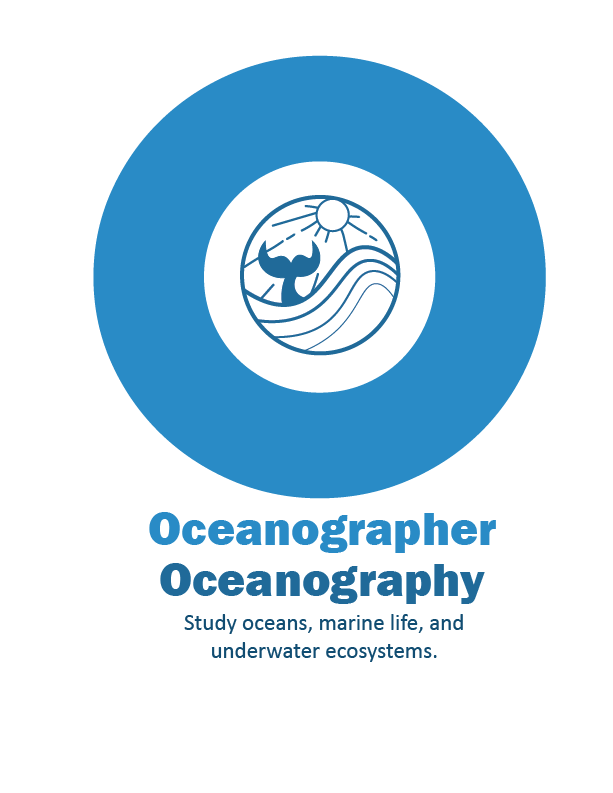 Oceanographer
Oceanography
Study oceans, marine life, and
underwater ecosystems.